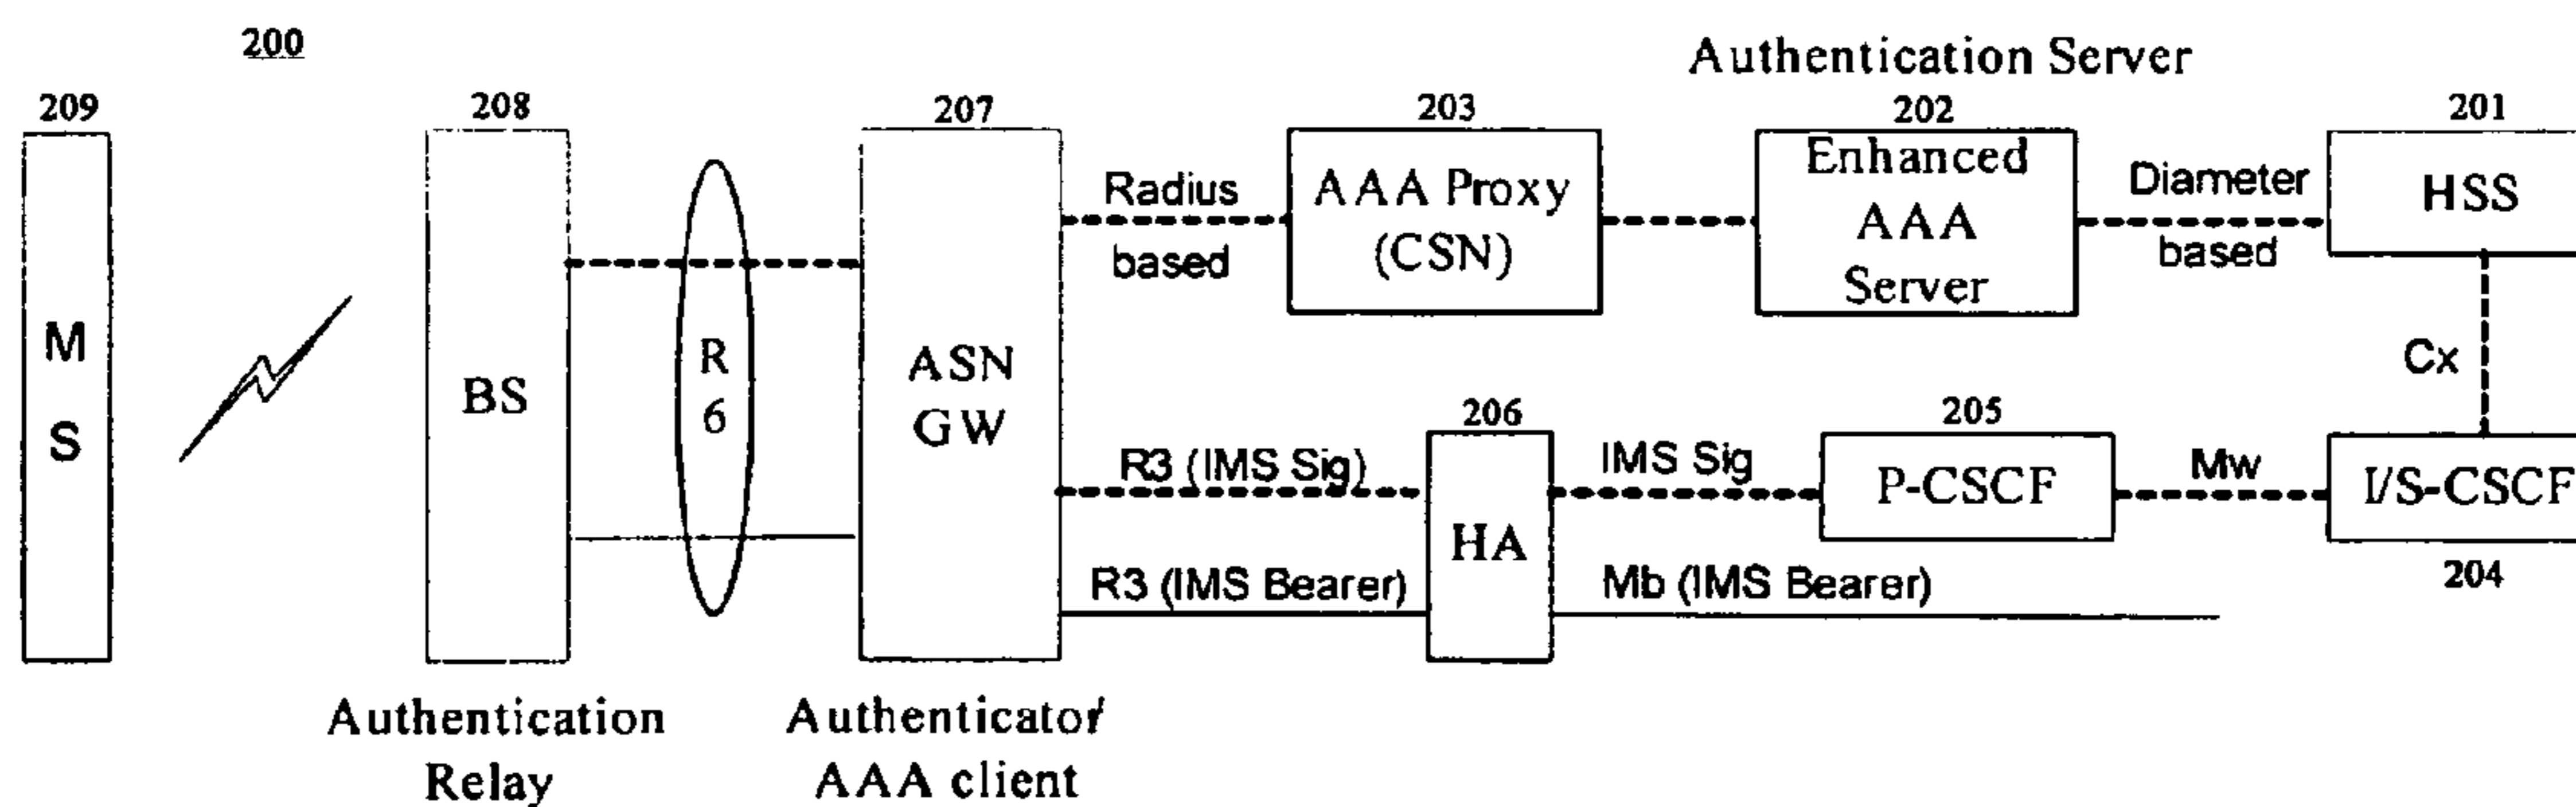 200
Authentication Server
209
208
207
203
202
201
M
S
BS
R
6
ASN
GW
Radius
based
AAA Proxy
(CSN)
Enhanced
AAA
Server
Diameter
based
HSS
Cx
206
205
R3 (IMS Sig)
HA
IMS Sig
P-CSCF
Mw
I/S-CSCF
204
R3 (IMS Bearer)
Mb (IMS Bearer)
Authentication
Relay
Authenticator/
AAA client